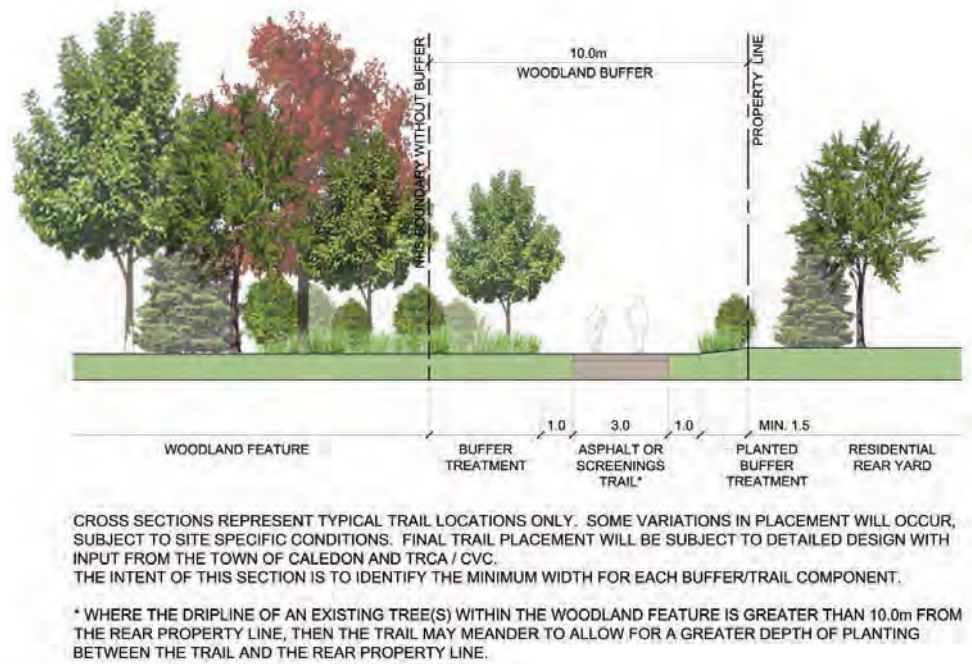 NHS BOUNDARY WITHOUT BUFFER
10.0m
WOODLAND BUFFER
PROPERTY LINE
1.0
3.0
1.0
MIN. 1.5
WOODLAND FEATURE
BUFFER
TREATMENT
ASPHALT OR
SCREENINGS
TRAIL*
PLANTED
BUFFER
TREATMENT
RESIDENTIAL
REAR YARD
CROSS SECTIONS REPRESENT TYPICAL TRAIL LOCATIONS ONLY. SOME VARIATIONS IN PLACEMENT WILL OCCUR,
SUBJECT TO SITE SPECIFIC CONDITIONS. FINAL TRAIL PLACEMENT WILL BE SUBJECT TO DETAILED DESIGN WITH
INPUT FROM THE TOWN OF CALEDON AND TRCA / CVC.
THE INTENT OF THIS SECTION IS TO IDENTIFY THE MINIMUM WIDTH FOR EACH BUFFER/TRAIL COMPONENT.
* WHERE THE DRIPLINE OF AN EXISTING TREE(S) WITHIN THE WOODLAND FEATURE IS GREATER THAN 10.0m FROM
THE REAR PROPERTY LINE, THEN THE TRAIL MAY MEANDER TO ALLOW FOR A GREATER DEPTH OF PLANTING
BETWEEN THE TRAIL AND THE REAR PROPERTY LINE.